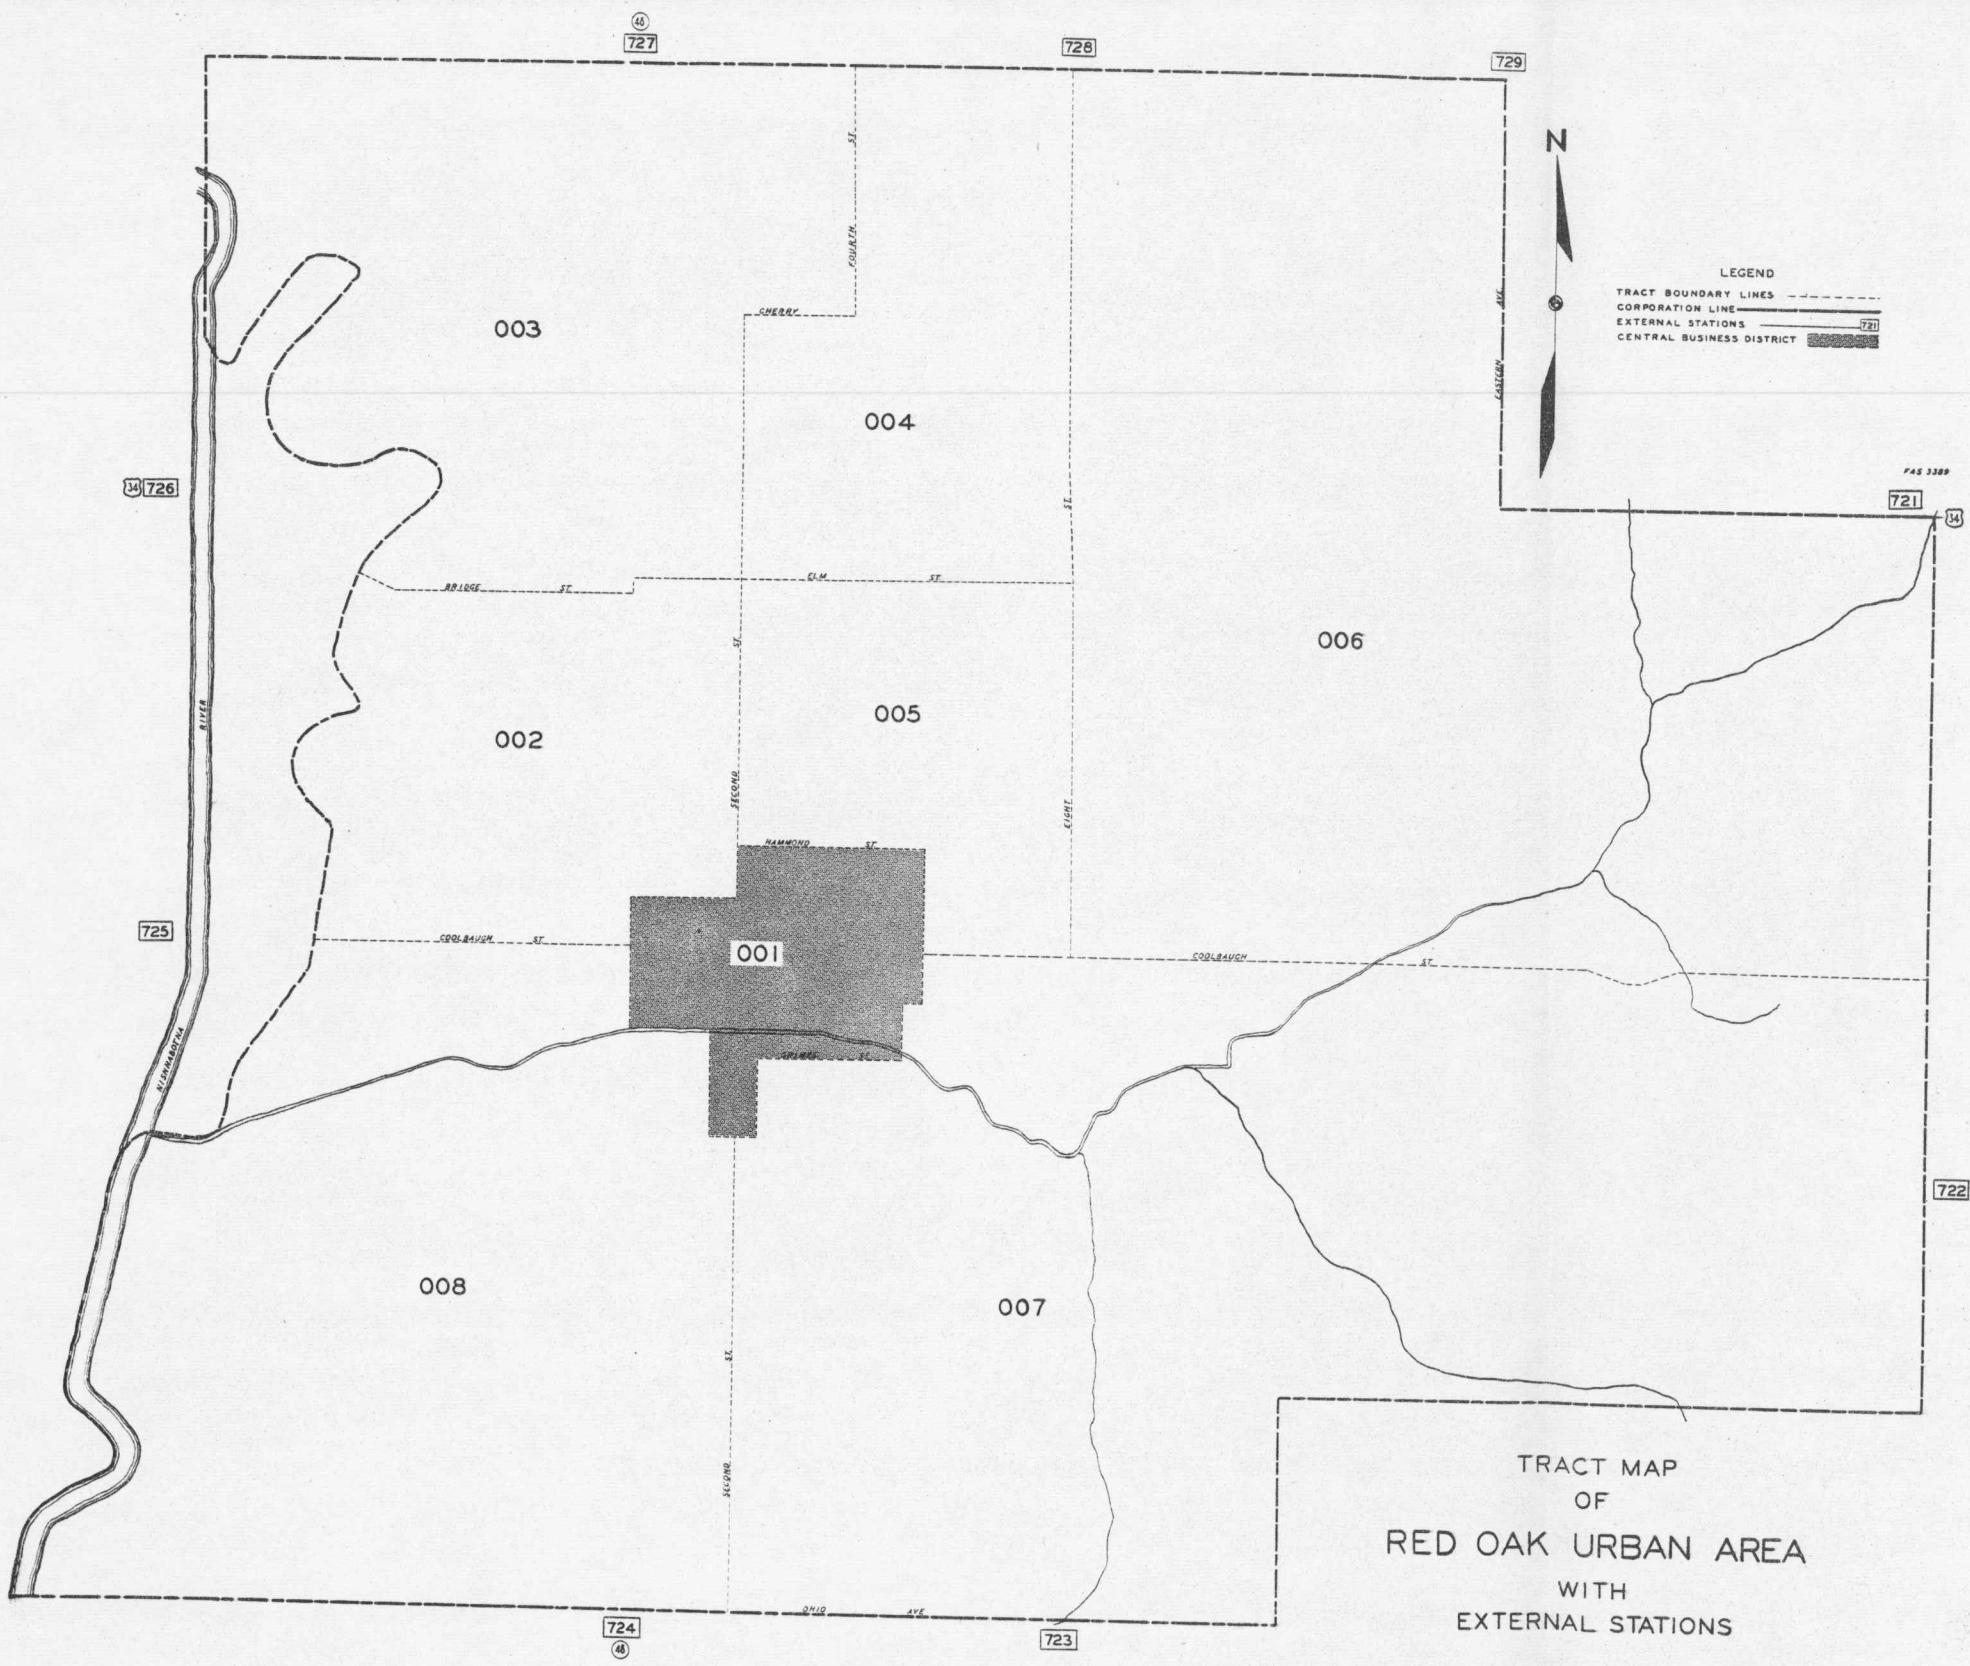 48
727
728
729
N
ST.
FOURTH
CHERRY
003
004
EASTERN AVE.
LEGEND
TRACT BOUNDARY LINES
CORPORATION LINE
EXTERNAL STATIONS 721
CENTRAL BUSINESS DISTRICT
FAS 3389
34 726
721
34
ST.
BRIDGE ST.
ELM ST.
006
ST.
RIVER
002
005
SECOND
EIGHT
HAMMOND ST.
725
COOLBAUGH ST.
001
COOLBAUGH ST.
NISHNABOTNA
GRIMES ST.
722
008
007
ST.
SECOND
TRACT MAP
OF
RED OAK URBAN AREA
WITH
EXTERNAL STATIONS
OHIO AVE.
724
48
723